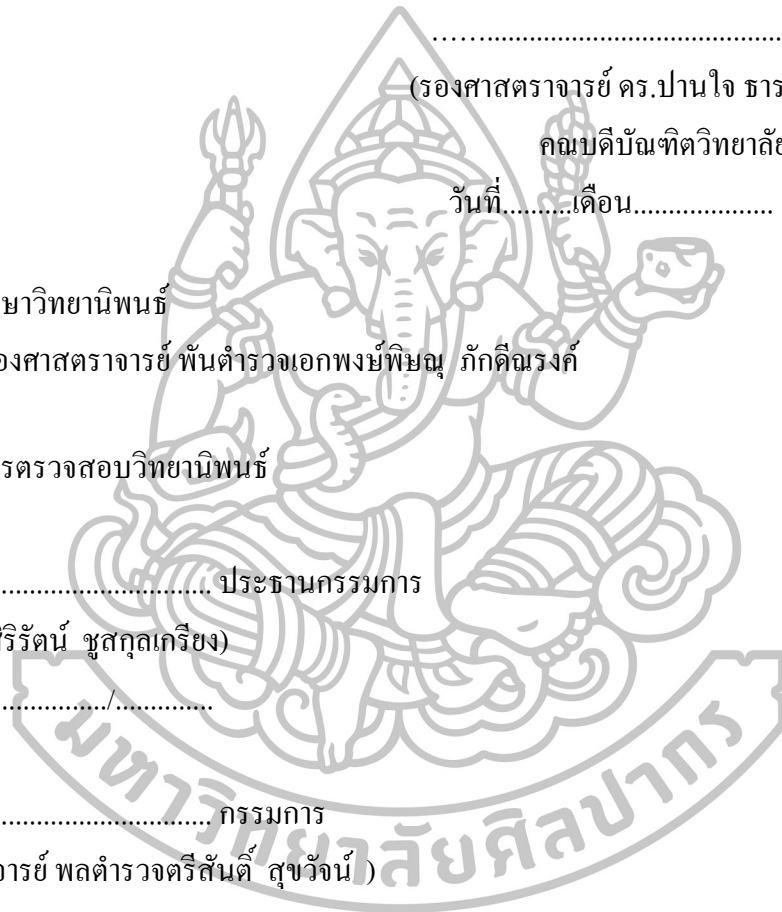 …….........................................
(รองศาสตราจารย์ ดร.ปานใจ ธาร
คณบดีบัณฑิตวิทยาลัย
วันที่..........เดือน....................
ษาวิทยานิพนธ์
องศาสตราจารย์ พันตำรวจเอกพงษ์พิษณุ ภักดีณรงค์
รตรวจสอบวิทยานิพนธ์
.............................. ประธานกรรมการ
ศิริรัตน์ ชูสกุลเกรียง)
.............../..............
.............................. กรรมการ
จารย์ พลตำรวจตรีสันติ์ สุขวัจน์ )
มหาวิทยาลัยศิลปากร